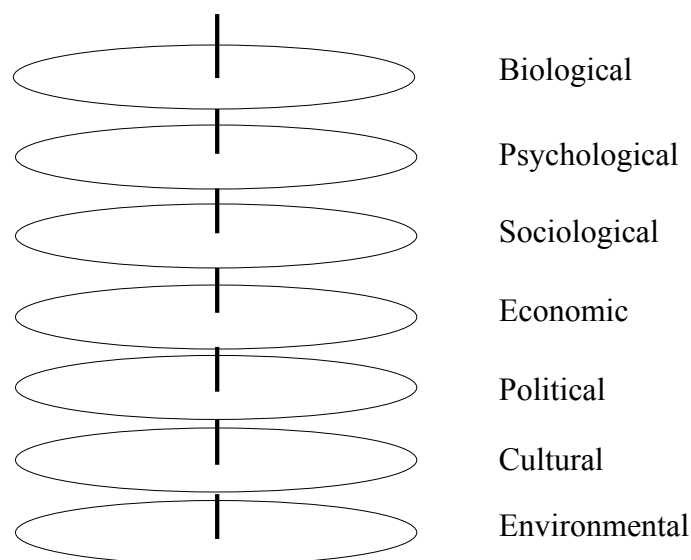 Biological
Psychological
Sociological
Economic
Political
Cultural
Environmental